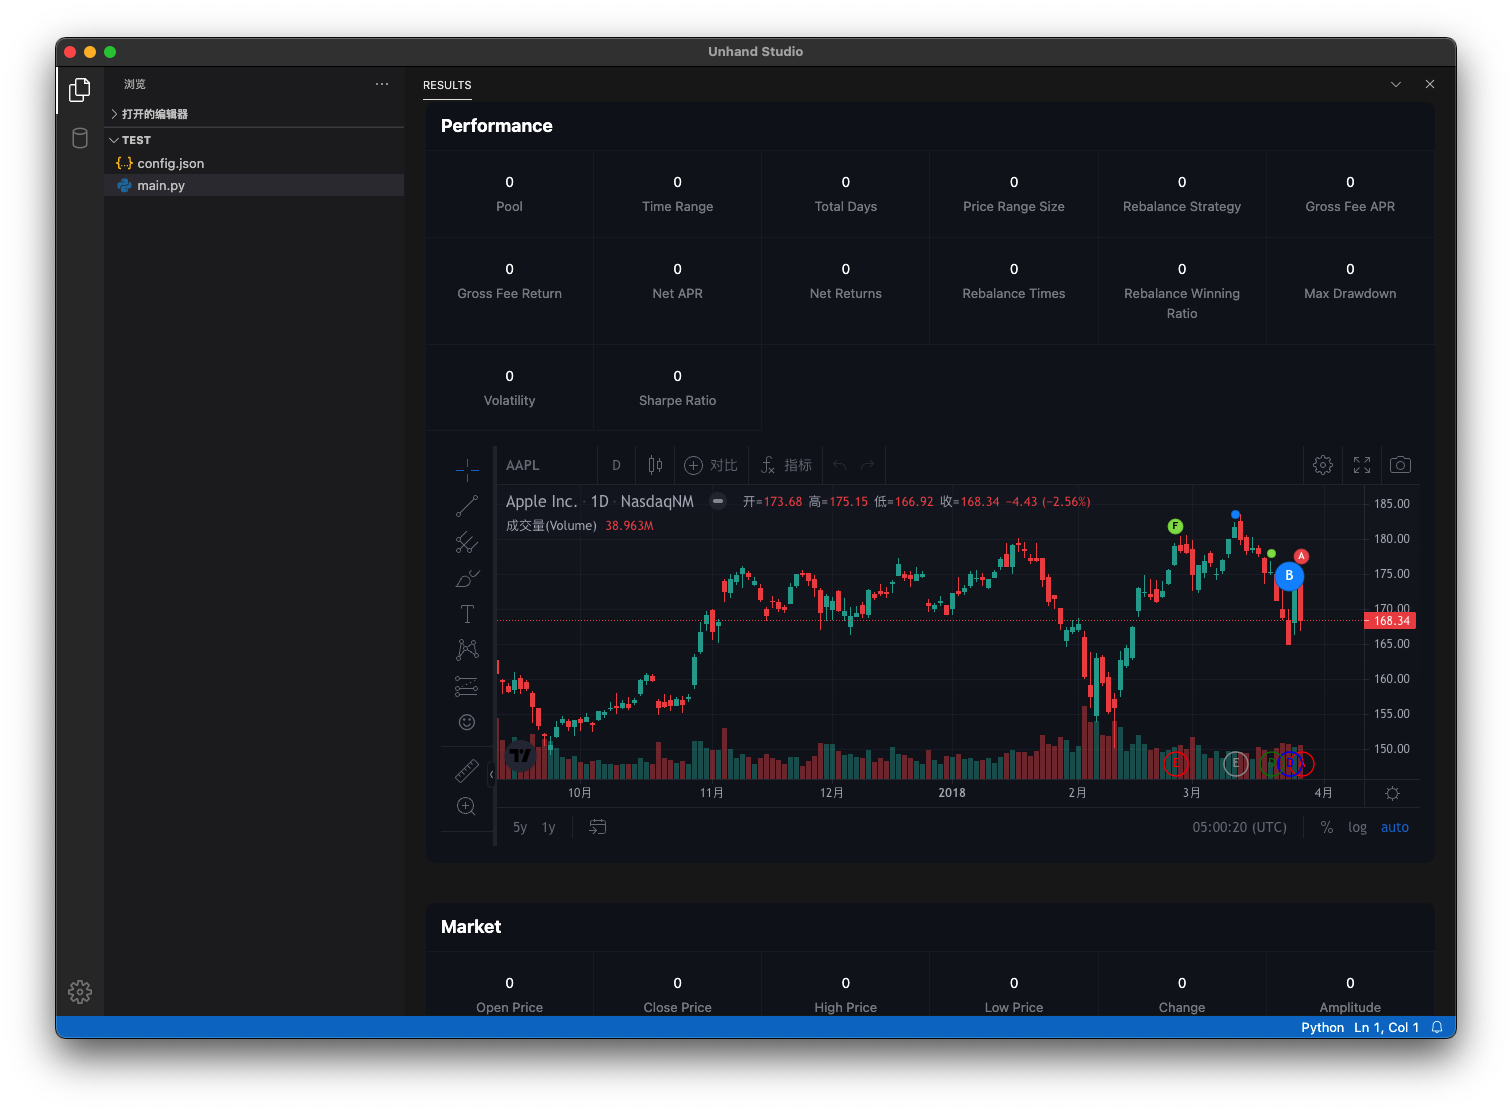 Unhand Studio
浏览
打开的编辑器
TEST
config.json
main.py
RESULTS
Performance
0 0 0 0 0 0
Pool Time Range Total Days Price Range Size Rebalance Strategy Gross Fee APR
0 0 0 0 0 0
Gross Fee Return Net APR Net Returns Rebalance Times Rebalance Winning Ratio Max Drawdown
0 0
Volatility Sharpe Ratio
AAPL D 对比 指标
Apple Inc. · 1D · NasdaqNM 开=173.68 高=175.15 低=166.92 收=168.34 −4.43 (−2.56%)
成交量(Volume) 38.963M
185.00
180.00
175.00
170.00
168.34
165.00
160.00
155.00
150.00
F
A
B
E
E
10月 11月 12月 2018 2月 3月 4月
5y 1y 05:00:20 (UTC) % log auto
Market
0 0 0 0 0 0
Open Price Close Price High Price Low Price Change Amplitude
Python Ln 1, Col 1